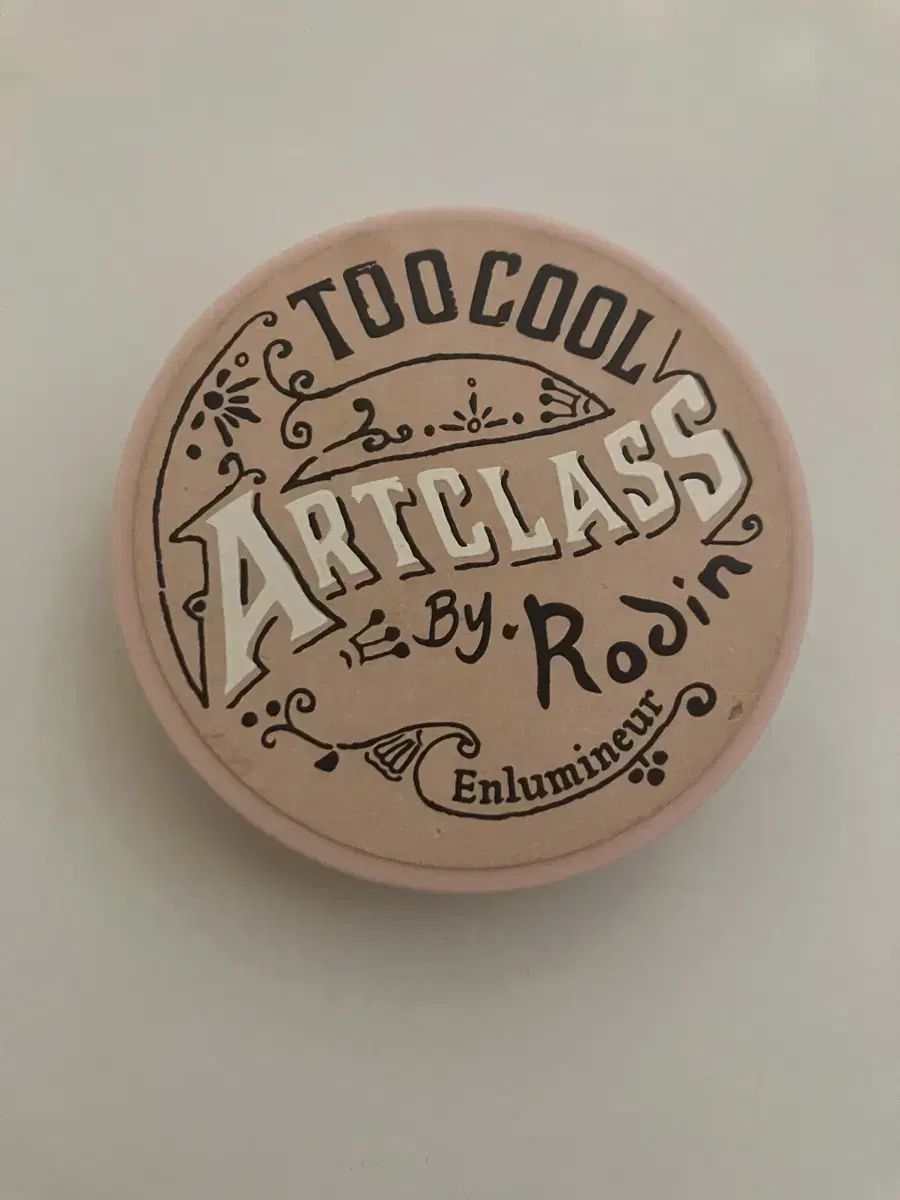 TOO COOL
ARTCLASS
By. Rodin
Enlumineur